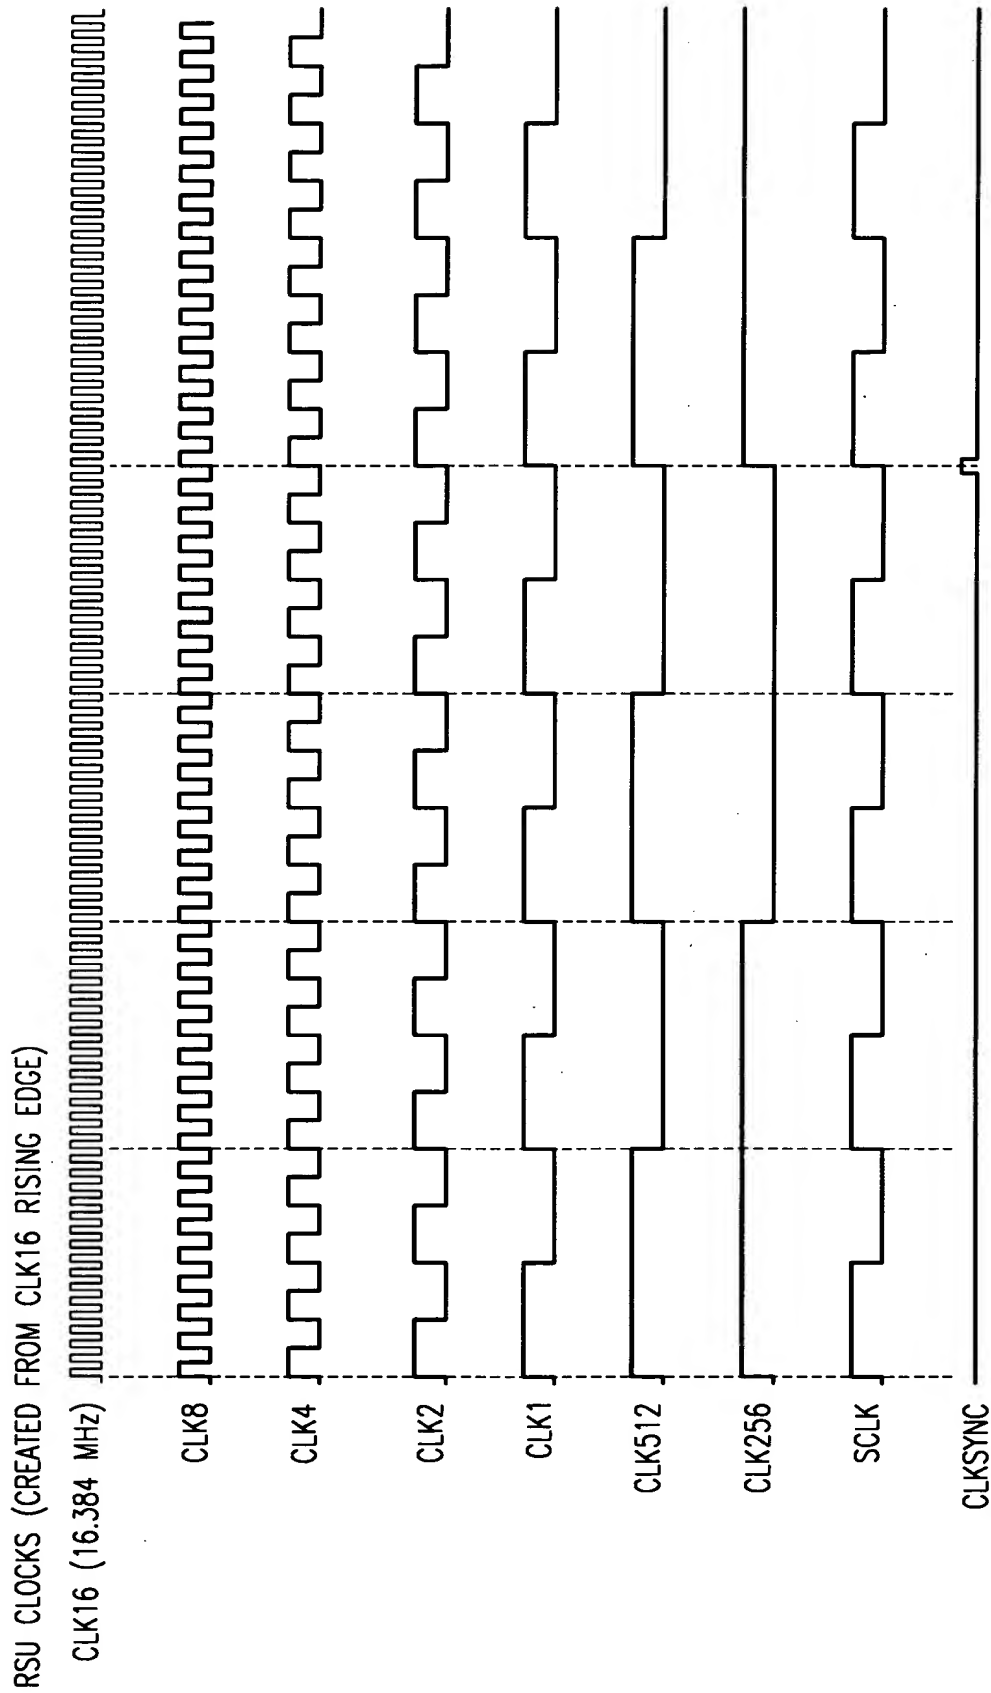 RSU CLOCKS (CREATED FROM CLK16 RISING EDGE)
CLK16 (16.384 MHz)
CLK8
CLK4
CLK2
CLK1
CLK512
CLK256
SCLK
CLKSYNC